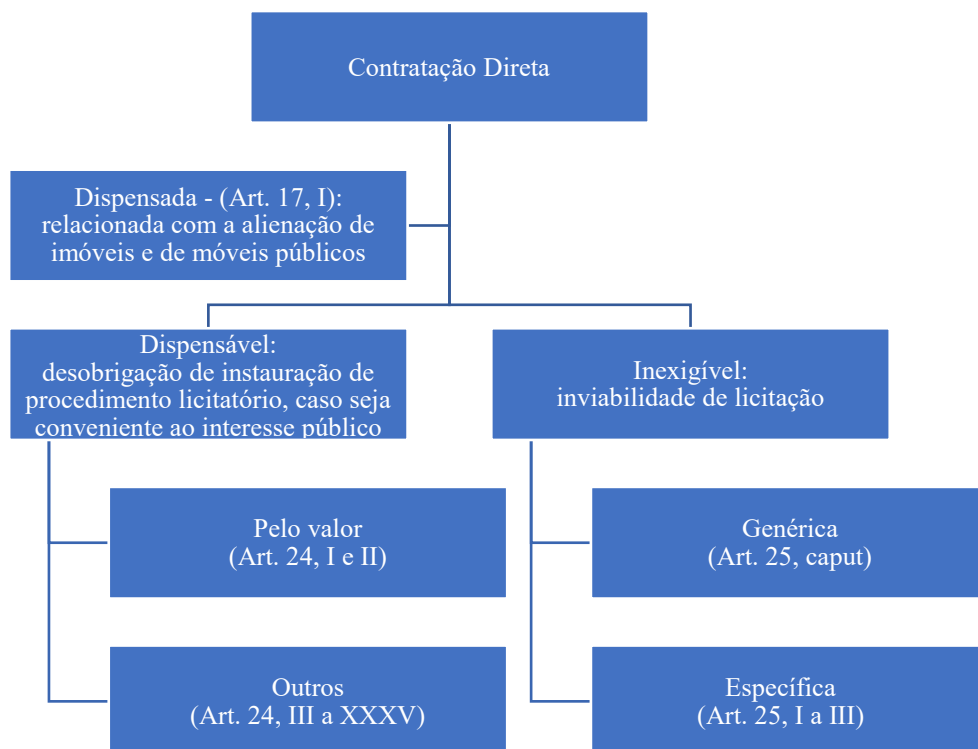 Contratação Direta
Dispensada - (Art. 17, I):
relacionada com a alienação de
imóveis e de móveis públicos
Dispensável:
desobrigação de instauração de
procedimento licitatório, caso seja
conveniente ao interesse público
Inexigível:
inviabilidade de licitação
Pelo valor
(Art. 24, I e II)
Genérica
(Art. 25, caput)
Outros
(Art. 24, III a XXXV)
Específica
(Art. 25, I a III)